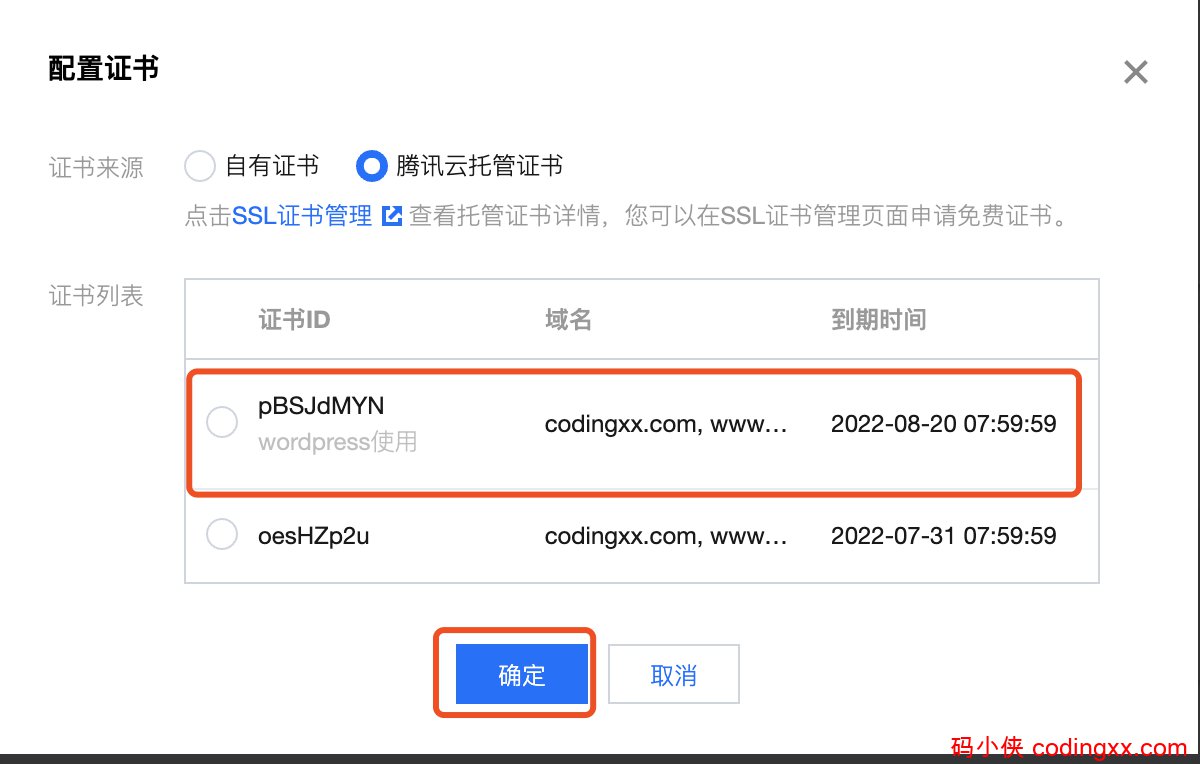 配置证书
证书来源 自有证书 腾讯云托管证书
点击SSL证书管理 查看托管证书详情，您可以在SSL证书管理页面申请免费证书。
证书列表
证书ID 域名 到期时间
pBSJdMYN
wordpress使用
codingxx.com, www... 2022-08-20 07:59:59
oesHZp2u codingxx.com, www... 2022-07-31 07:59:59
确定 取消
码小侠 codingxx.com